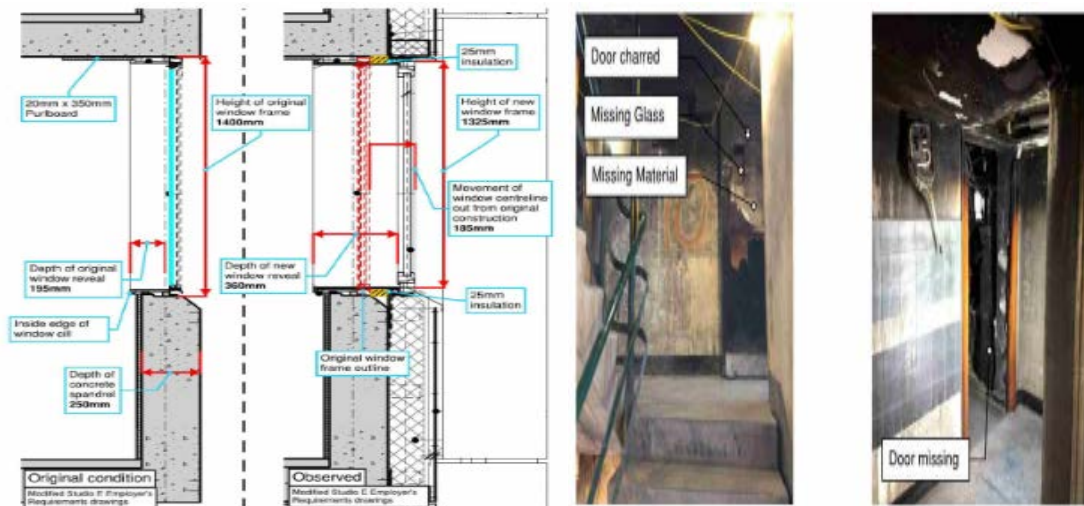 20mm x 350mm
Purlboard
Height of original
window frame
1400mm
Depth of original
window reveal
195mm
Inside edge of
window cill
Depth of
concrete
spandrel
250mm
Original condition
Modified Studio E Employer's
Requirements drawings
25mm
insulation
Height of new
window frame
1325mm
Movement of
window centreline
out from original
construction
185mm
Depth of new
window reveal
360mm
25mm
insulation
Original window
frame outline
Observed
Modified Studio E Employer's
Requirements drawings
Door charred
Missing Glass
Missing Material
Door missing